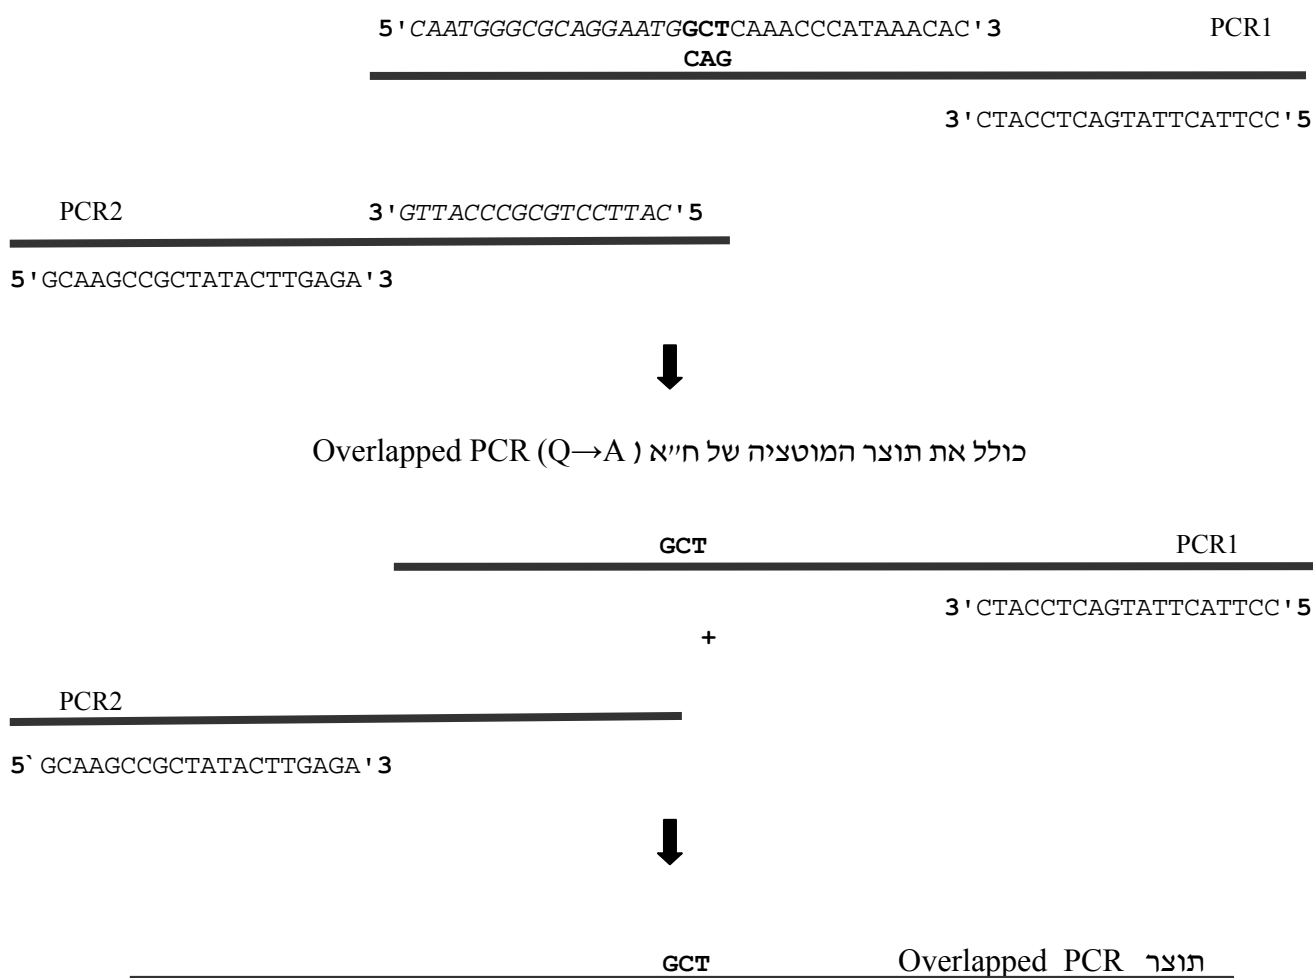 5'CAATGGGCGCAGGAATGGCTCAAACCCATAAACAC'3 PCR1
CAG
3'CTACCTCAGTATTCATTCC'5
PCR2 3'GTTACCCGCGTCCTTAC'5
5'GCAAGCCGCTATACTTGAGA'3
כולל את תוצר המוטציה של ח״א ( Overlapped PCR (Q→A
GCT PCR1
3'CTACCTCAGTATTCATTCC'5
+
PCR2
5`GCAAGCCGCTATACTTGAGA'3
GCT תוצר Overlapped PCR